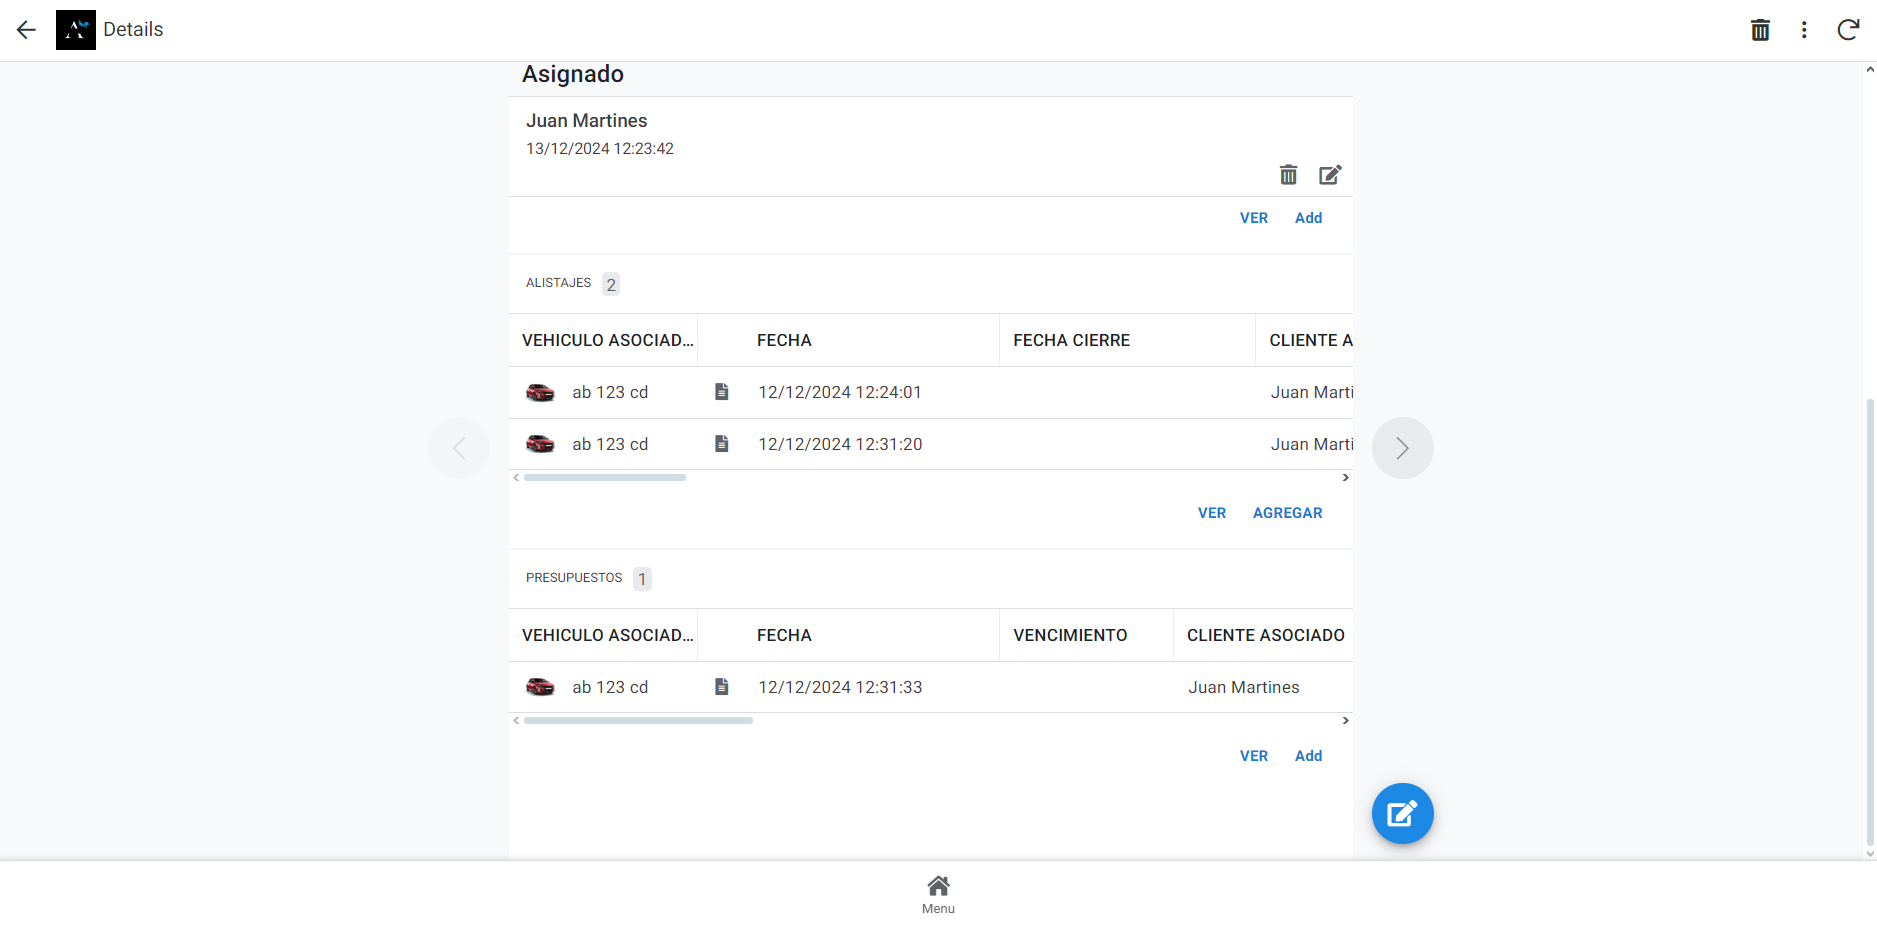 Details
Asignado
Juan Martines
13/12/2024 12:23:42
VER Add
ALISTAJES 2
VEHICULO ASOCIAD... FECHA FECHA CIERRE CLIENTE A
ab 123 cd 12/12/2024 12:24:01 Juan Marti
ab 123 cd 12/12/2024 12:31:20 Juan Marti
VER AGREGAR
PRESUPUESTOS 1
VEHICULO ASOCIAD... FECHA VENCIMIENTO CLIENTE ASOCIADO
ab 123 cd 12/12/2024 12:31:33 Juan Martines
VER Add
Menu